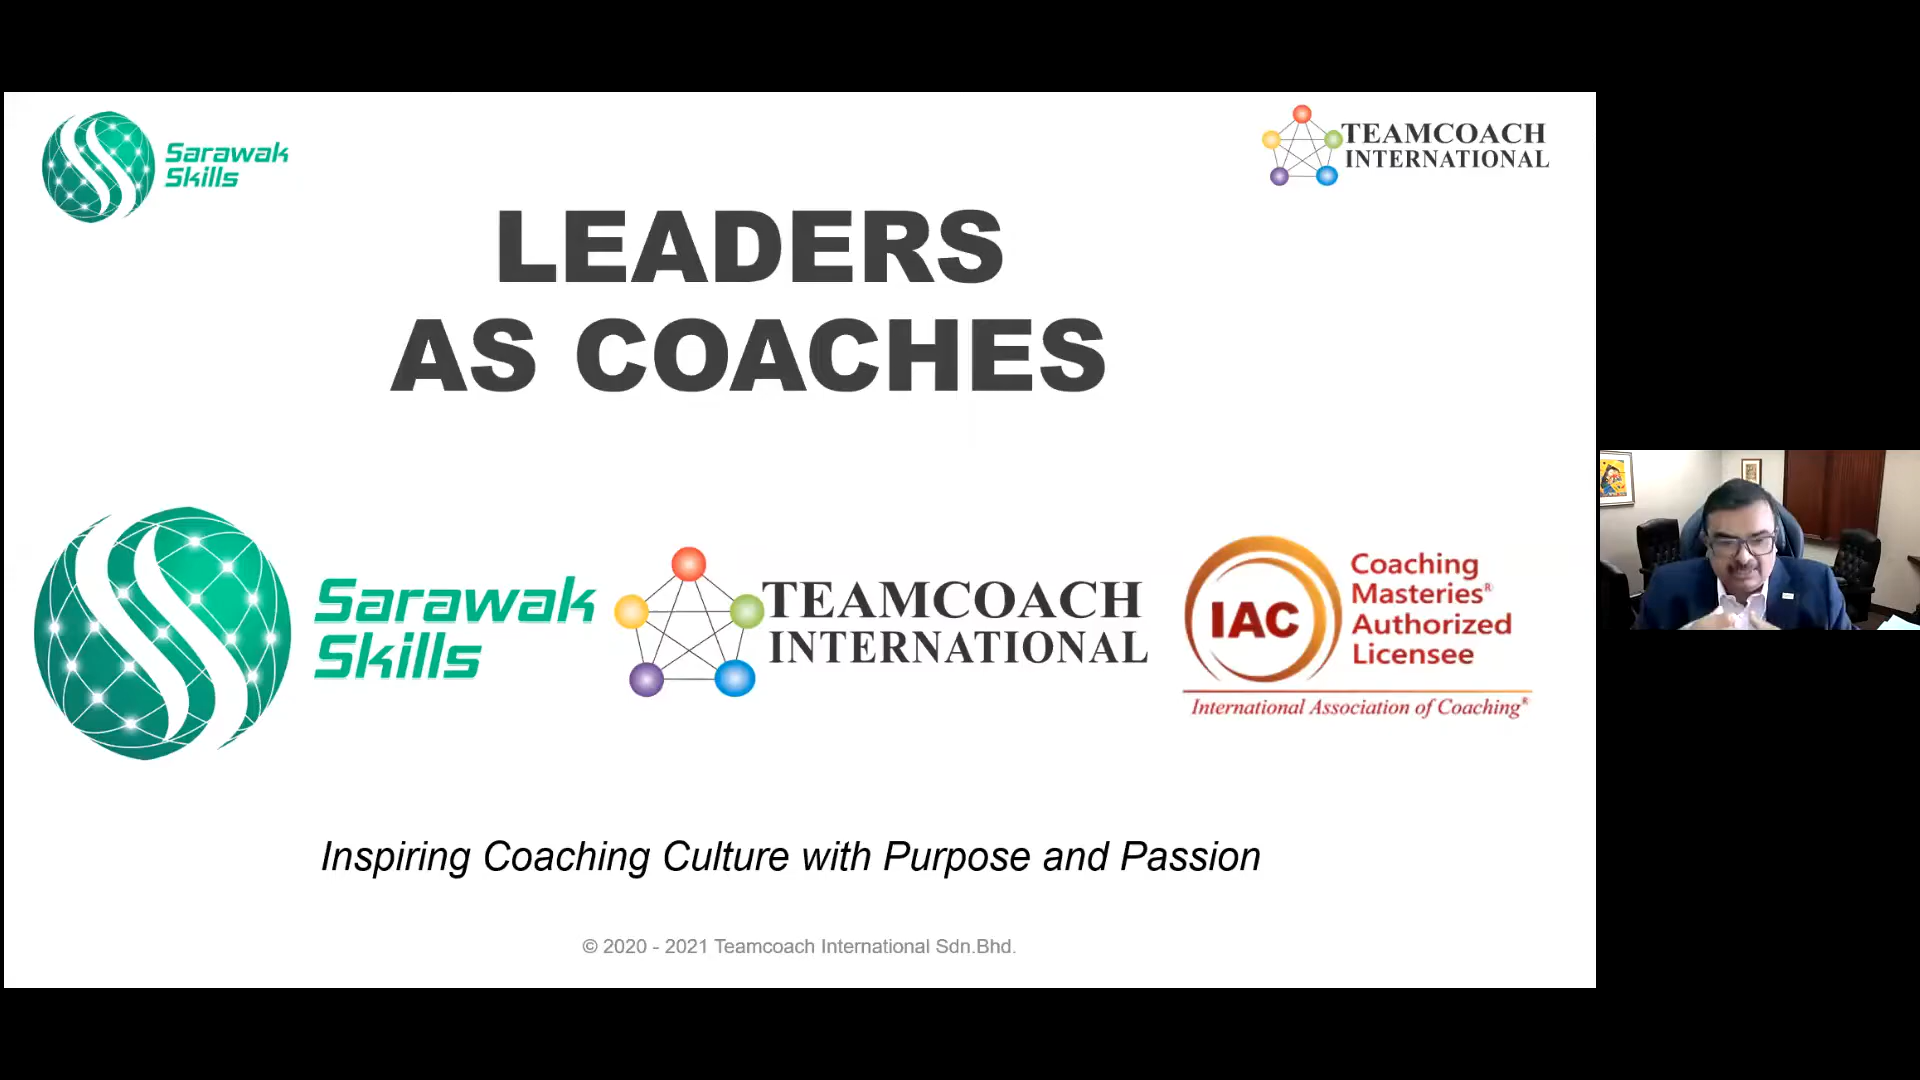 Sarawak
Skills
TEAMCOACH
INTERNATIONAL
LEADERS
AS COACHES
Sarawak
Skills
TEAMCOACH
INTERNATIONAL
IAC
Coaching
Masteries®
Authorized
Licensee
International Association of Coaching®
Inspiring Coaching Culture with Purpose and Passion
© 2020 - 2021 Teamcoach International Sdn.Bhd.